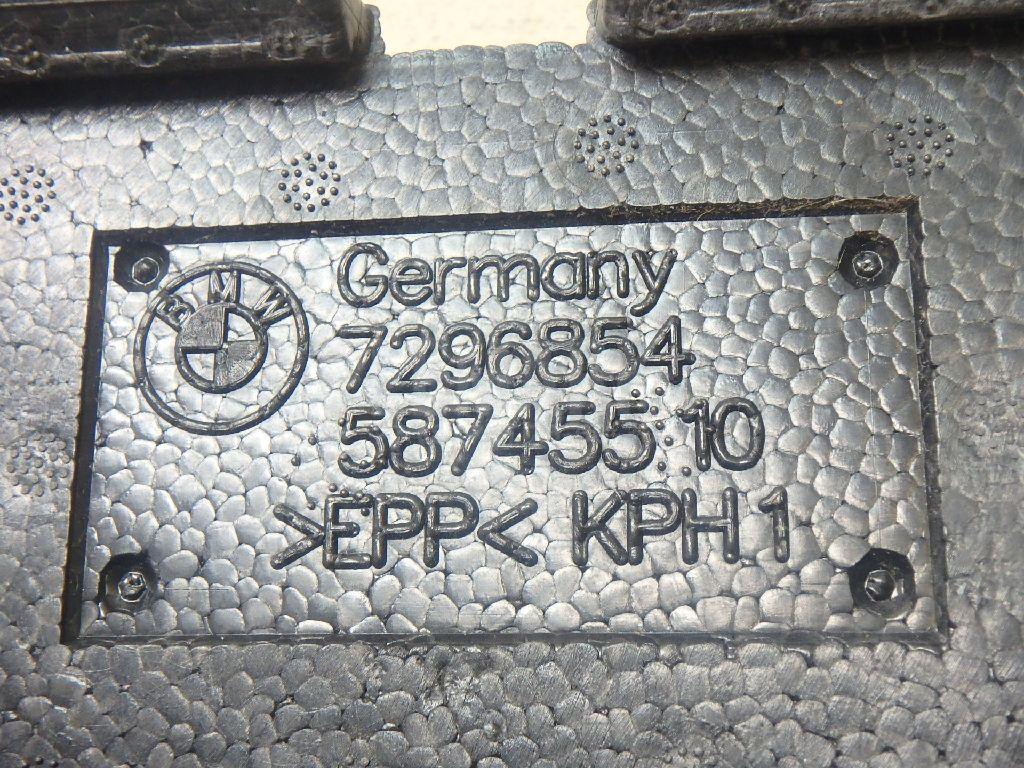 BMW
Germany
7296854
587455 10
>EPP< KPH 1